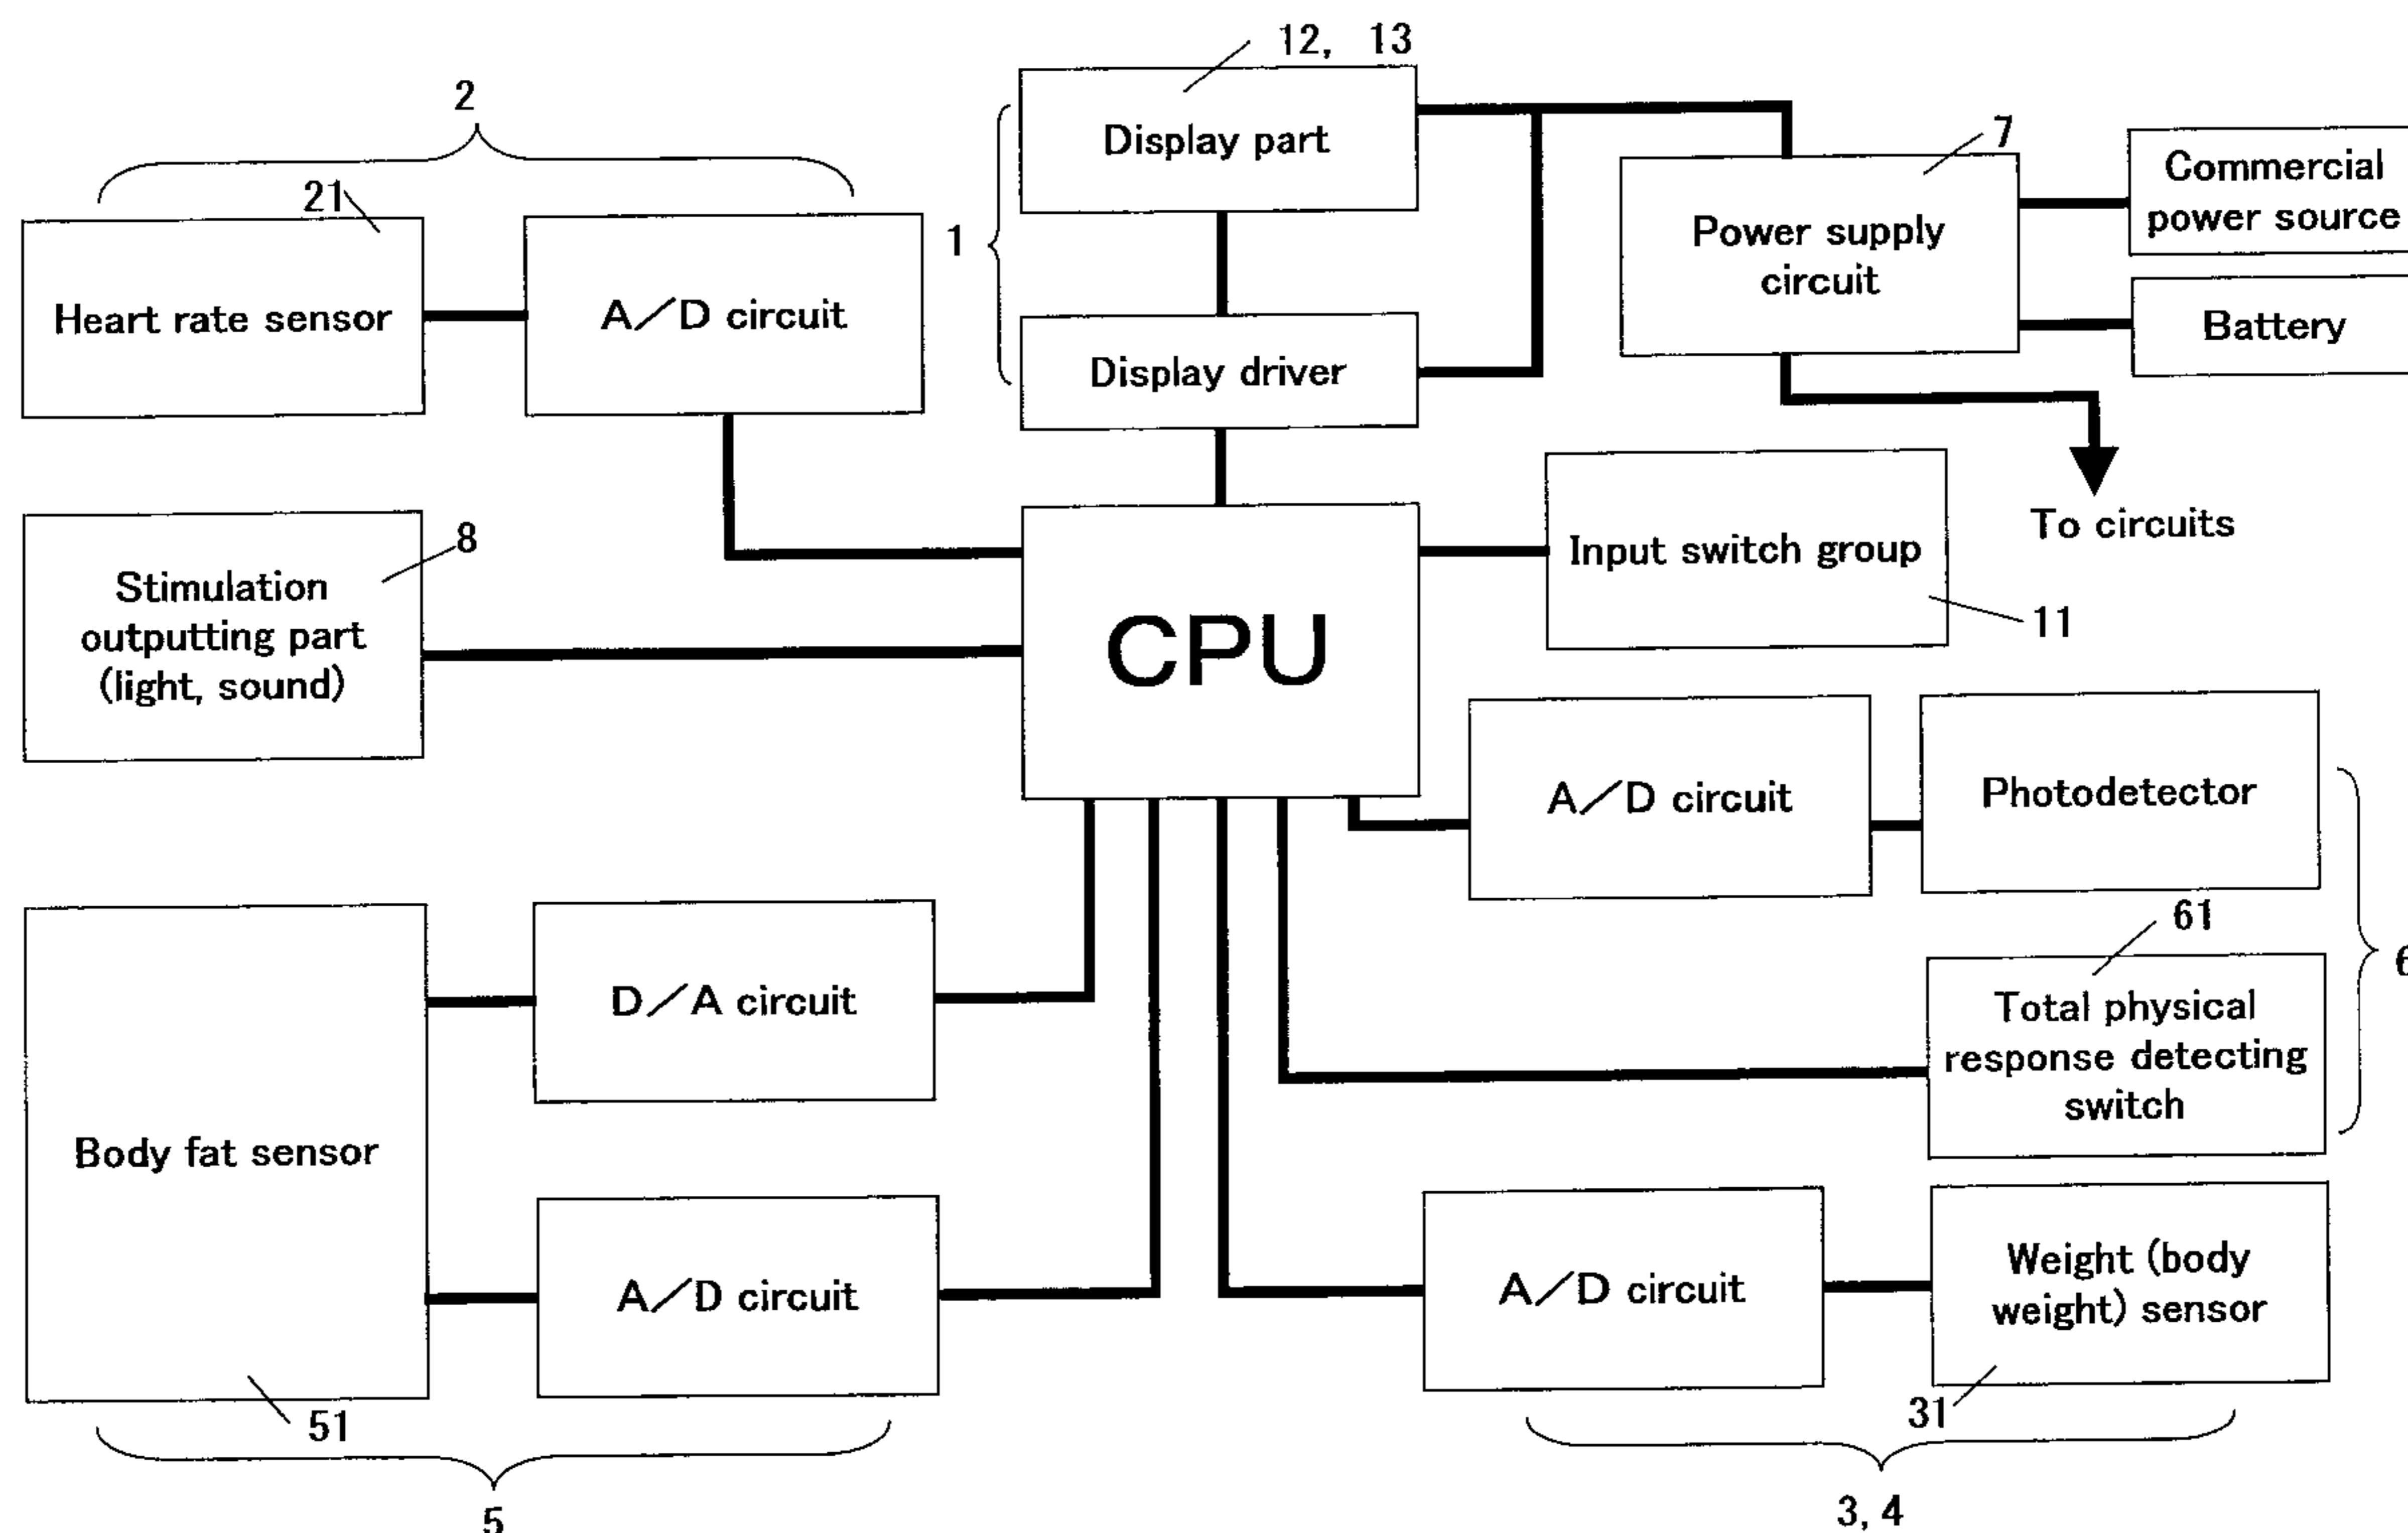 12, 13
2
Display part
7
Commercial
power source
21
1
Power supply
circuit
Heart rate sensor
A/D circuit
Battery
Display driver
To circuits
8
Input switch group
Stimulation
outputting part
(light, sound)
CPU
11
A/D circuit
Photodetector
61
6
D/A circuit
Total physical
response detecting
switch
Body fat sensor
A/D circuit
A/D circuit
Weight (body
weight) sensor
51
31
5
3, 4